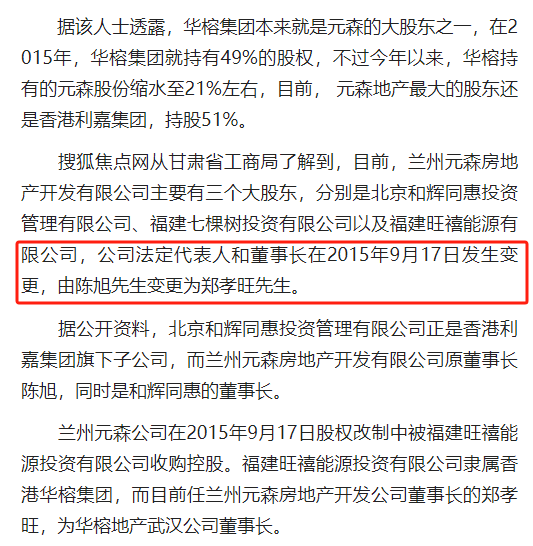 据该人士透露，华榕集团本来就是元森的大股东之一，在2
015年，华榕集团就持有49%的股权，不过今年以来，华榕持
有的元森股份缩水至21%左右，目前， 元森地产最大的股东还
是香港利嘉集团，持股51%。
搜狐焦点网从甘肃省工商局了解到，目前，兰州元森房地
产开发有限公司主要有三个大股东，分别是北京和辉同惠投资
管理有限公司、福建七棵树投资有限公司以及福建旺禧能源有
限公司，公司法定代表人和董事长在2015年9月17日发生变
更，由陈旭先生变更为郑孝旺先生。
据公开资料，北京和辉同惠投资管理有限公司正是香港利
嘉集团旗下子公司，而兰州元森房地产开发有限公司原董事长
陈旭，同时是和辉同惠的董事长。
兰州元森公司在2015年9月17日股权改制中被福建旺禧能
源投资有限公司收购控股。福建旺禧能源投资有限公司隶属香
港华榕集团，而目前任兰州元森房地产开发公司董事长的郑孝
旺，为华榕地产武汉公司董事长。